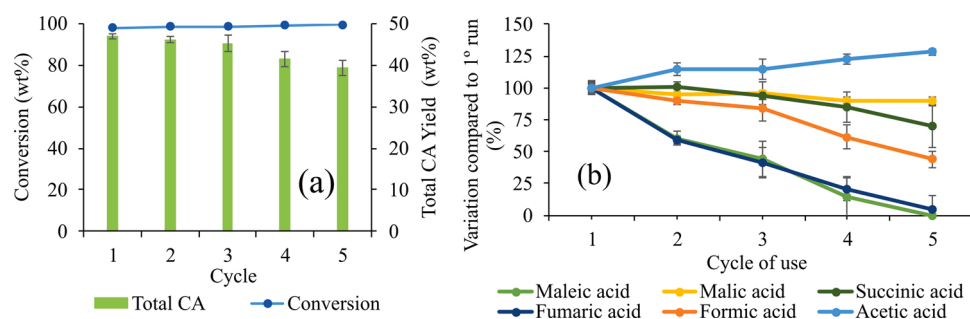 100
80
60
40
20
0
Conversion (wt%)
50
40
30
20
10
0
Total CA Yield (wt%)
(a)
1 2 3 4 5
Cycle
Total CA Conversion
150
125
100
75
50
25
0
Variation compared to 1º run
(%)
(b)
1 2 3 4 5
Cycle of use
Maleic acid Malic acid Succinic acid
Fumaric acid Formic acid Acetic acid